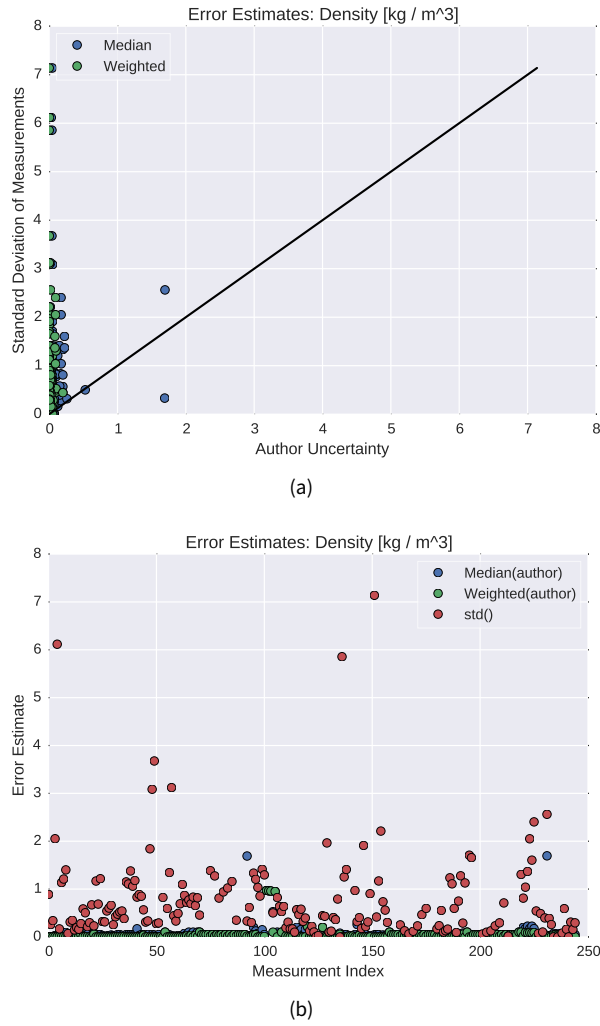 Error Estimates: Density [kg / m^3]
8
7
6
5
4
3
2
1
0
Standard Deviation of Measurements
Median
Weighted
0 1 2 3 4 5 6 7 8
Author Uncertainty
(a)
Error Estimates: Density [kg / m^3]
8
7
6
5
4
3
2
1
0
Error Estimate
Median(author)
Weighted(author)
std()
0 50 100 150 200 250
Measurment Index
(b)